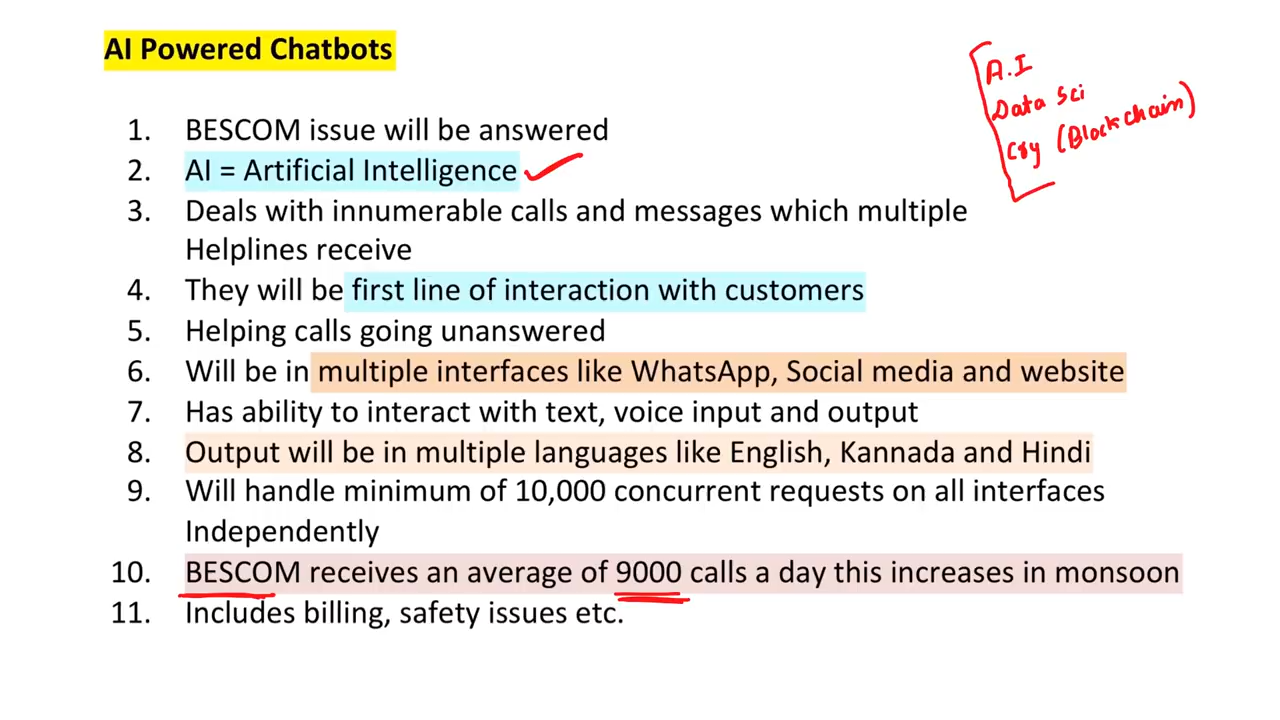 AI Powered Chatbots
A.I
Data Sci
Cry (Blockchain)
1. BESCOM issue will be answered
2. AI = Artificial Intelligence
3. Deals with innumerable calls and messages which multiple
Helplines receive
4. They will be first line of interaction with customers
5. Helping calls going unanswered
6. Will be in multiple interfaces like WhatsApp, Social media and website
7. Has ability to interact with text, voice input and output
8. Output will be in multiple languages like English, Kannada and Hindi
9. Will handle minimum of 10,000 concurrent requests on all interfaces
Independently
10. BESCOM receives an average of 9000 calls a day this increases in monsoon
11. Includes billing, safety issues etc.